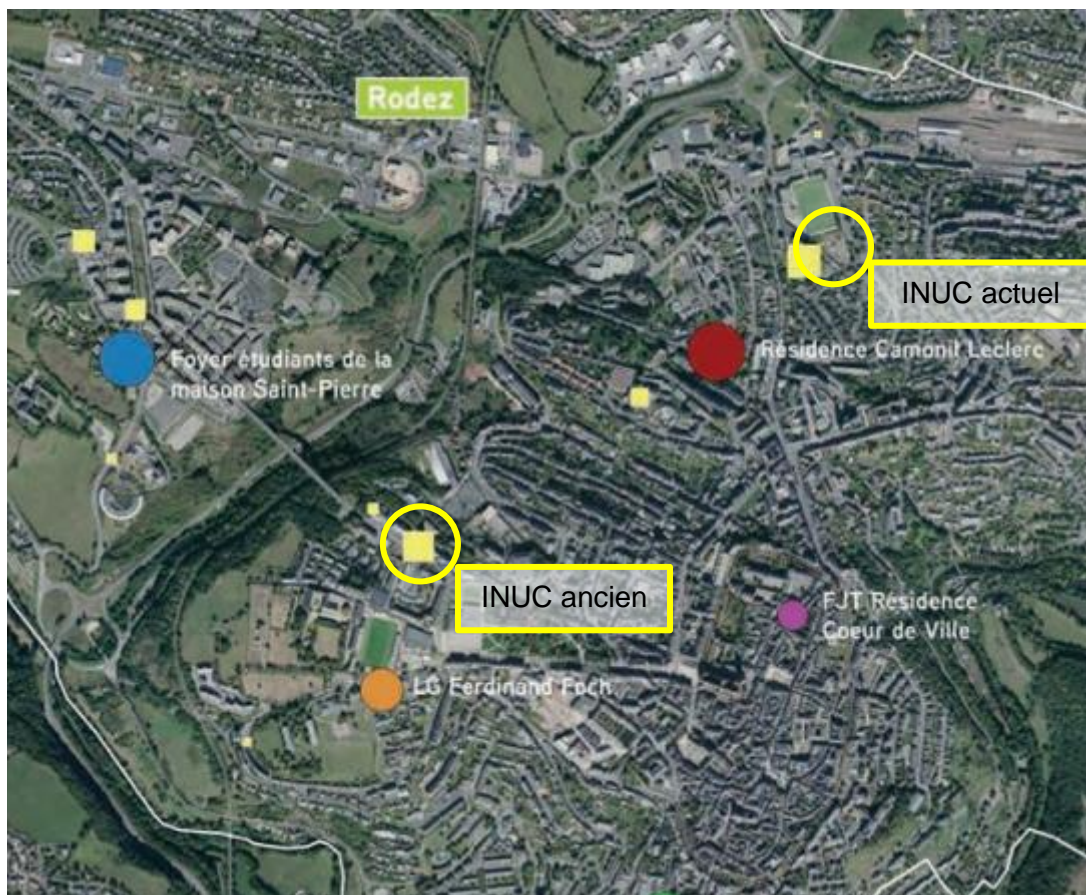 Rodez
INUC actuel
Foyer étudiants de la
maison Saint-Pierre
Résidence Camonil Leclerc
INUC ancien
FJT Résidence
Coeur de Ville
LG Ferdinand Foch